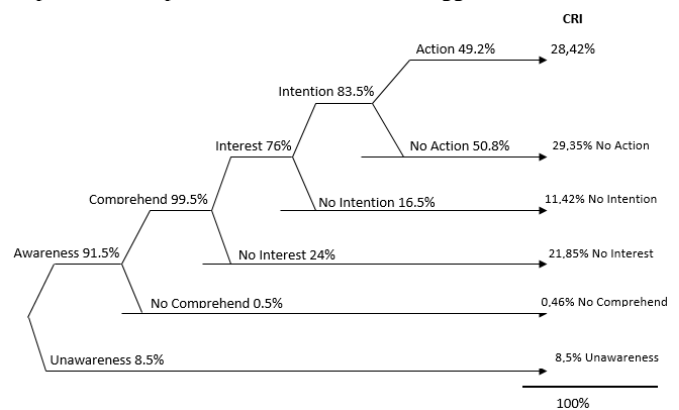 CRI
Action 49.2% 28,42%
Intention 83.5%
Interest 76% No Action 50.8% 29,35% No Action
Comprehend 99.5% No Intention 16.5% 11,42% No Intention
Awareness 91.5% No Interest 24% 21,85% No Interest
No Comprehend 0.5% 0,46% No Comprehend
Unawareness 8.5% 8,5% Unawareness
100%